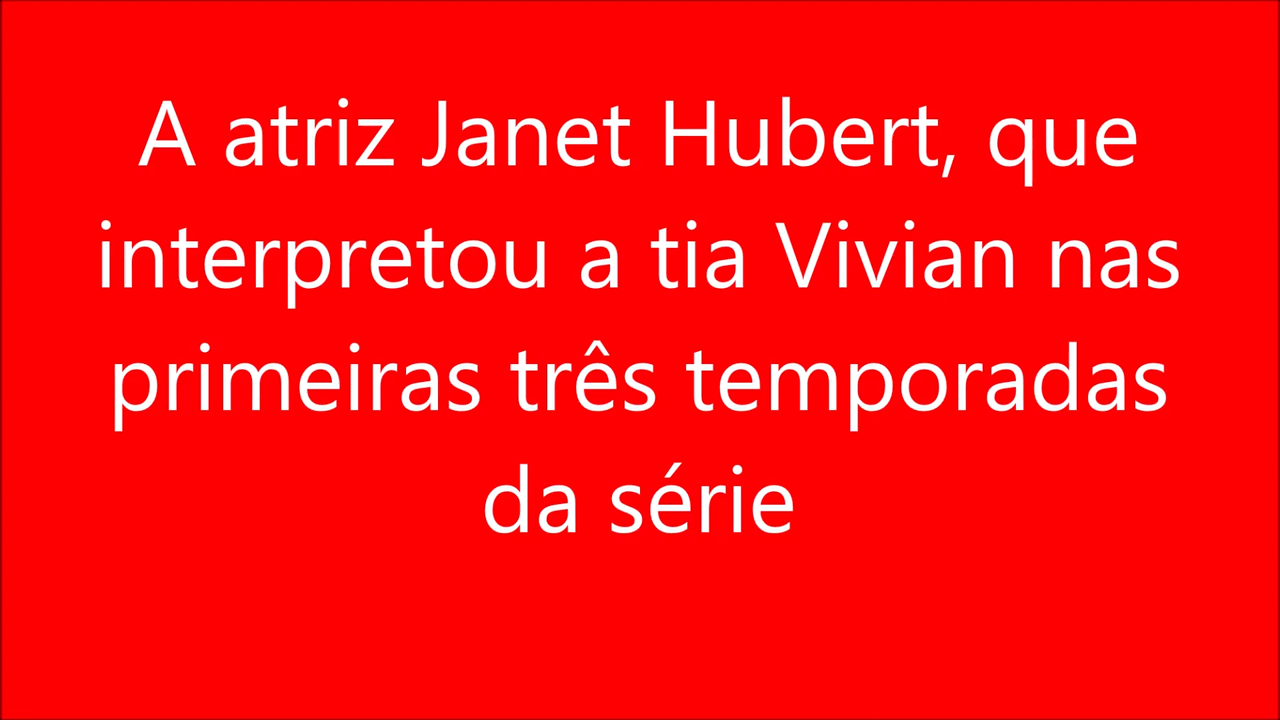 A atriz Janet Hubert, que
interpretou a tia Vivian nas
primeiras três temporadas
da série